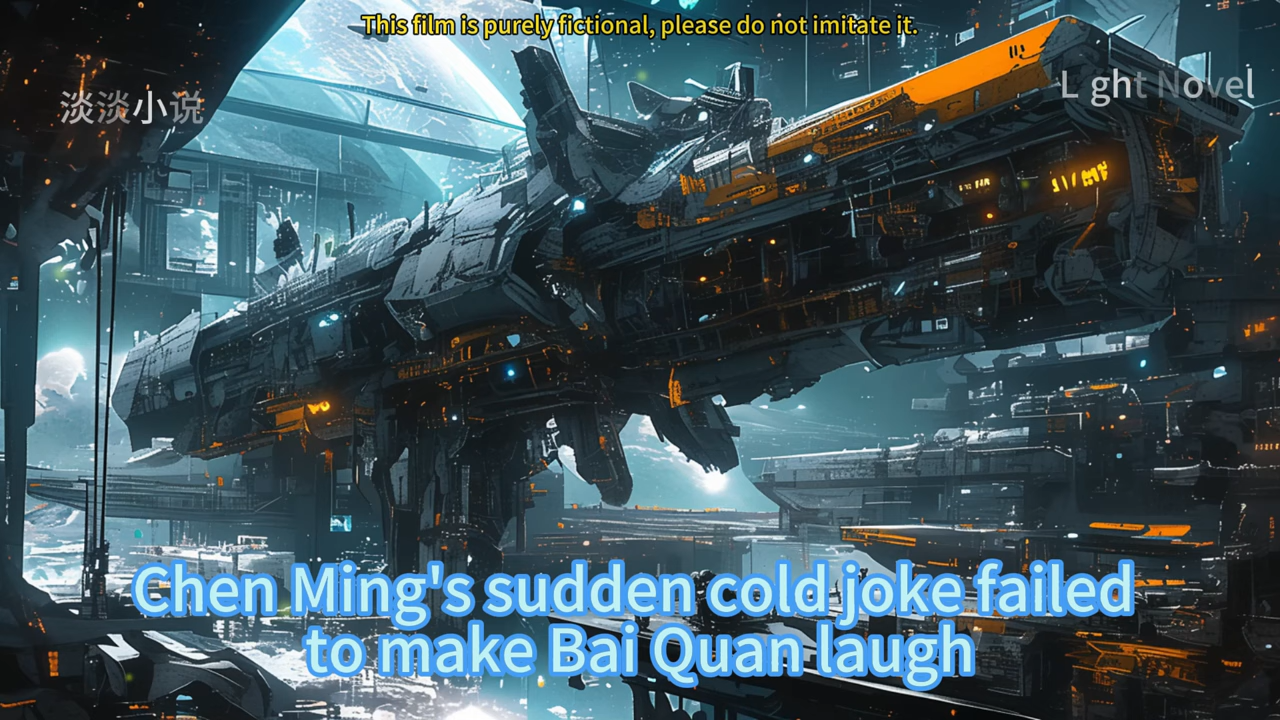 This film is purely fictional, please do not imitate it.
淡淡小说
Light Novel
Chen Ming's sudden cold joke failed
to make Bai Quan laugh